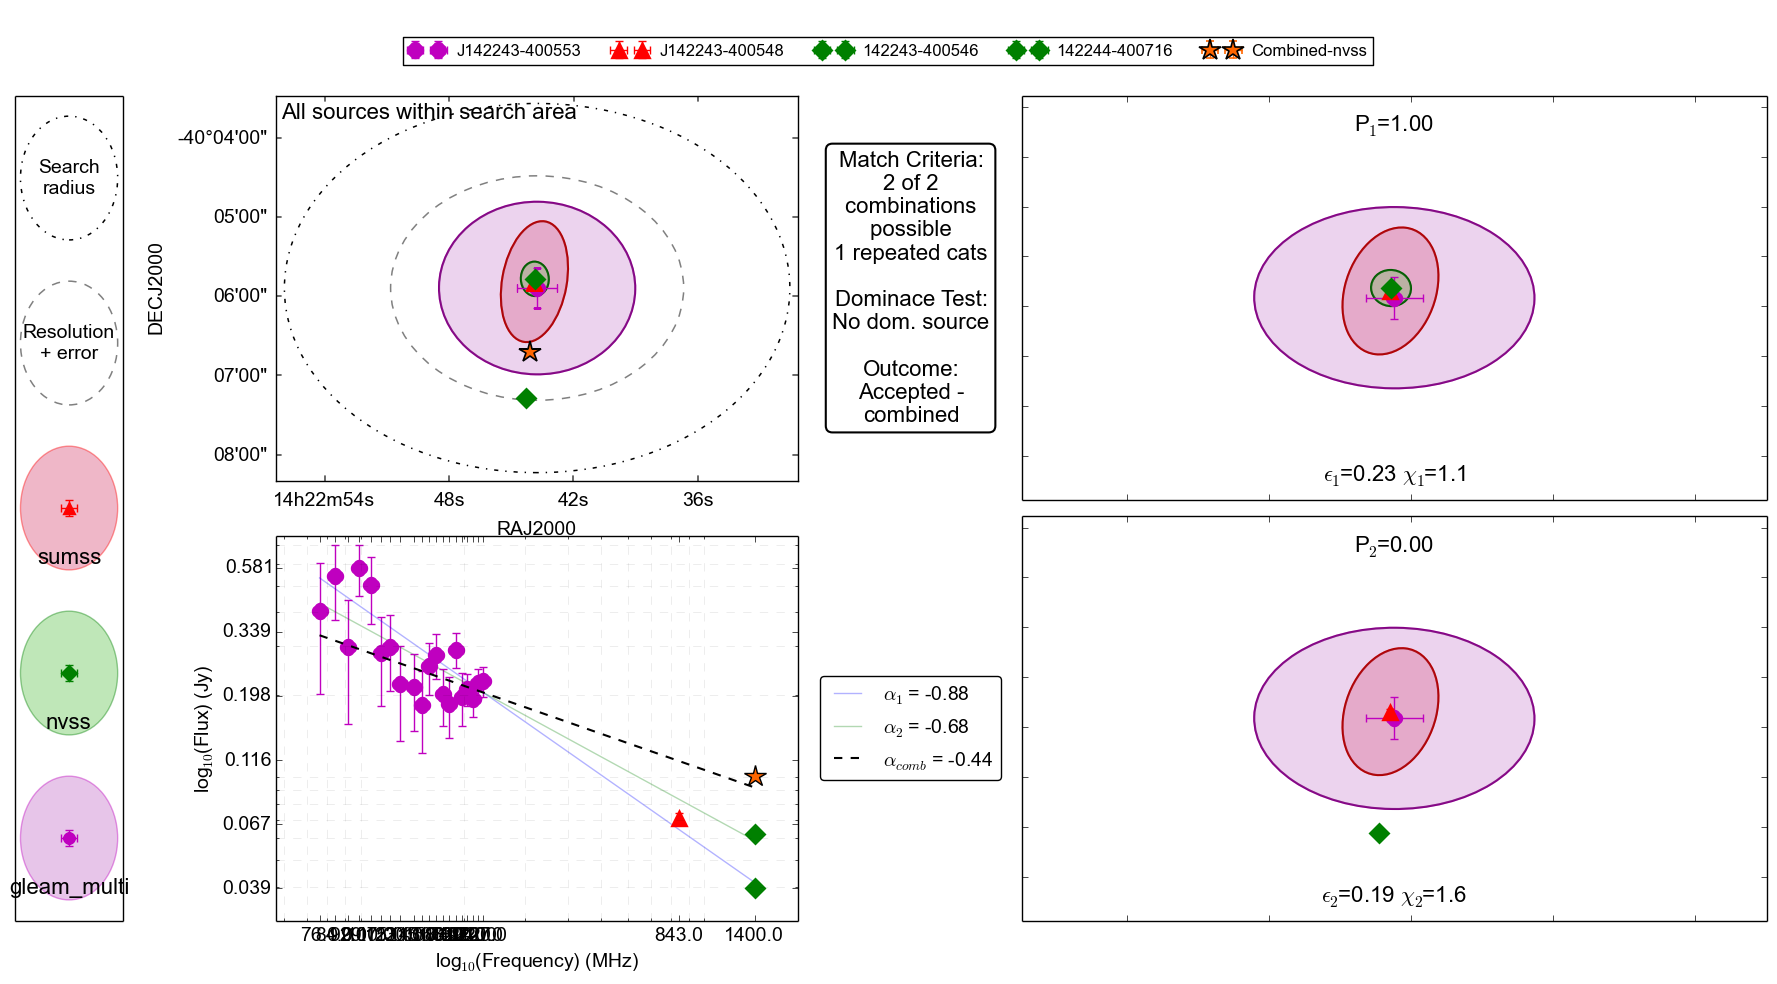 J142243-400553
J142243-400548
142243-400546
142244-400716
Combined-nvss
Search
radius
Resolution
+ error
sumss
nvss
gleam_multi
All sources within search area
DECJ2000
-40°04'00"
05'00"
06'00"
07'00"
08'00"
14h22m54s
48s
42s
36s
RAJ2000
Match Criteria:
2 of 2
combinations
possible
1 repeated cats
Dominace Test:
No dom. source
Outcome:
Accepted -
combined
P1=1.00
ϵ1=0.23 χ1=1.1
P2=0.00
ϵ2=0.19 χ2=1.6
log10(Flux) (Jy)
0.581
0.339
0.198
0.116
0.067
0.039
843.0
1400.0
log10(Frequency) (MHz)
α1 = -0.88
α2 = -0.68
αcomb = -0.44